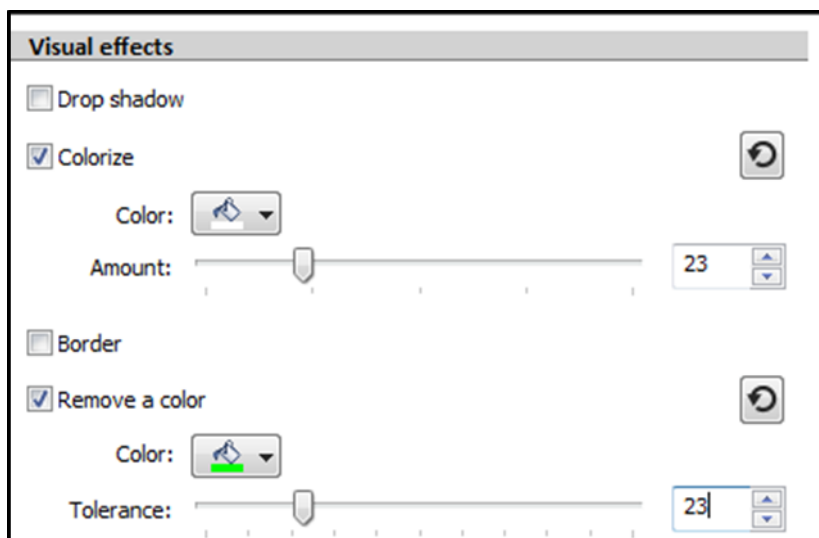 Visual effects
Drop shadow
Colorize
Color:
Amount: 23
Border
Remove a color
Color:
Tolerance: 23